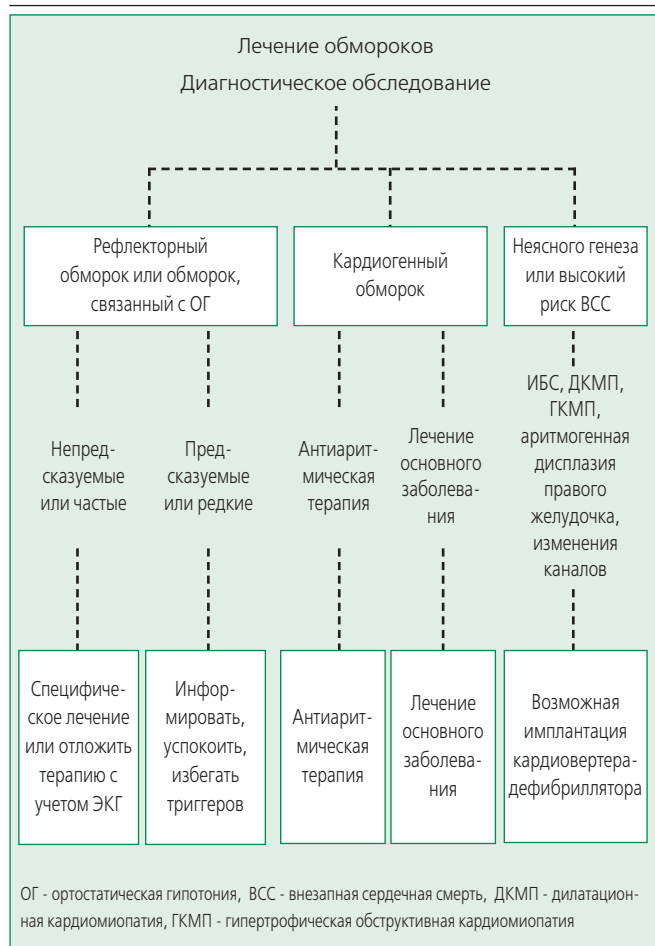 Лечение обмороков
Диагностическое обследование
Рефлекторный
обморок или обморок,
связанный с ОГ
Кардиогенный
обморок
Неясного генеза
или высокий
риск ВСС
Непред-
сказуемые
или частые
Пред-
сказуемые
или редкие
Антиарит-
мическая
терапия
Лечение
основного
заболева-
ния
ИБС, ДКМП,
ГКМП,
аритмогенная
дисплазия
правого
желудочка,
изменения
каналов
Специфиче-
ское лечение
или отложить
терапию с
учетом ЭКГ
Инфор-
мировать,
успокоить,
избегать
триггеров
Антиарит-
мическая
терапия
Лечение
основного
заболева-
ния
Возможная
имплантация
кардиовертера-
дефибриллятора
ОГ - ортостатическая гипотония, ВСС - внезапная сердечная смерть, ДКМП - дилатацион-
ная кардиомиопатия, ГКМП - гипертрофическая обструктивная кардиомиопатия